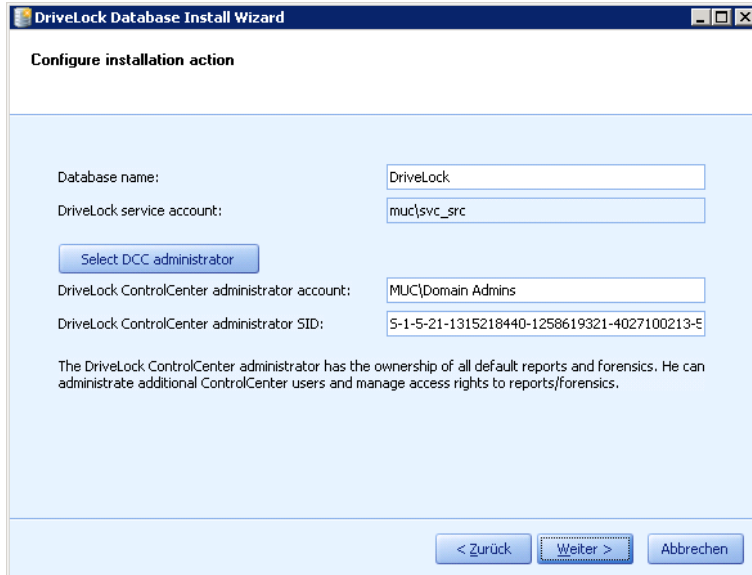 DriveLock Database Install Wizard
Configure installation action
Database name: DriveLock
DriveLock service account: muc\svc_src
Select DCC administrator
DriveLock ControlCenter administrator account: MUC\Domain Admins
DriveLock ControlCenter administrator SID: S-1-5-21-1315218440-1258619321-4027100213-5
The DriveLock ControlCenter administrator has the ownership of all default reports and forensics. He can
administrate additional ControlCenter users and manage access rights to reports/forensics.
< Zurück Weiter > Abbrechen